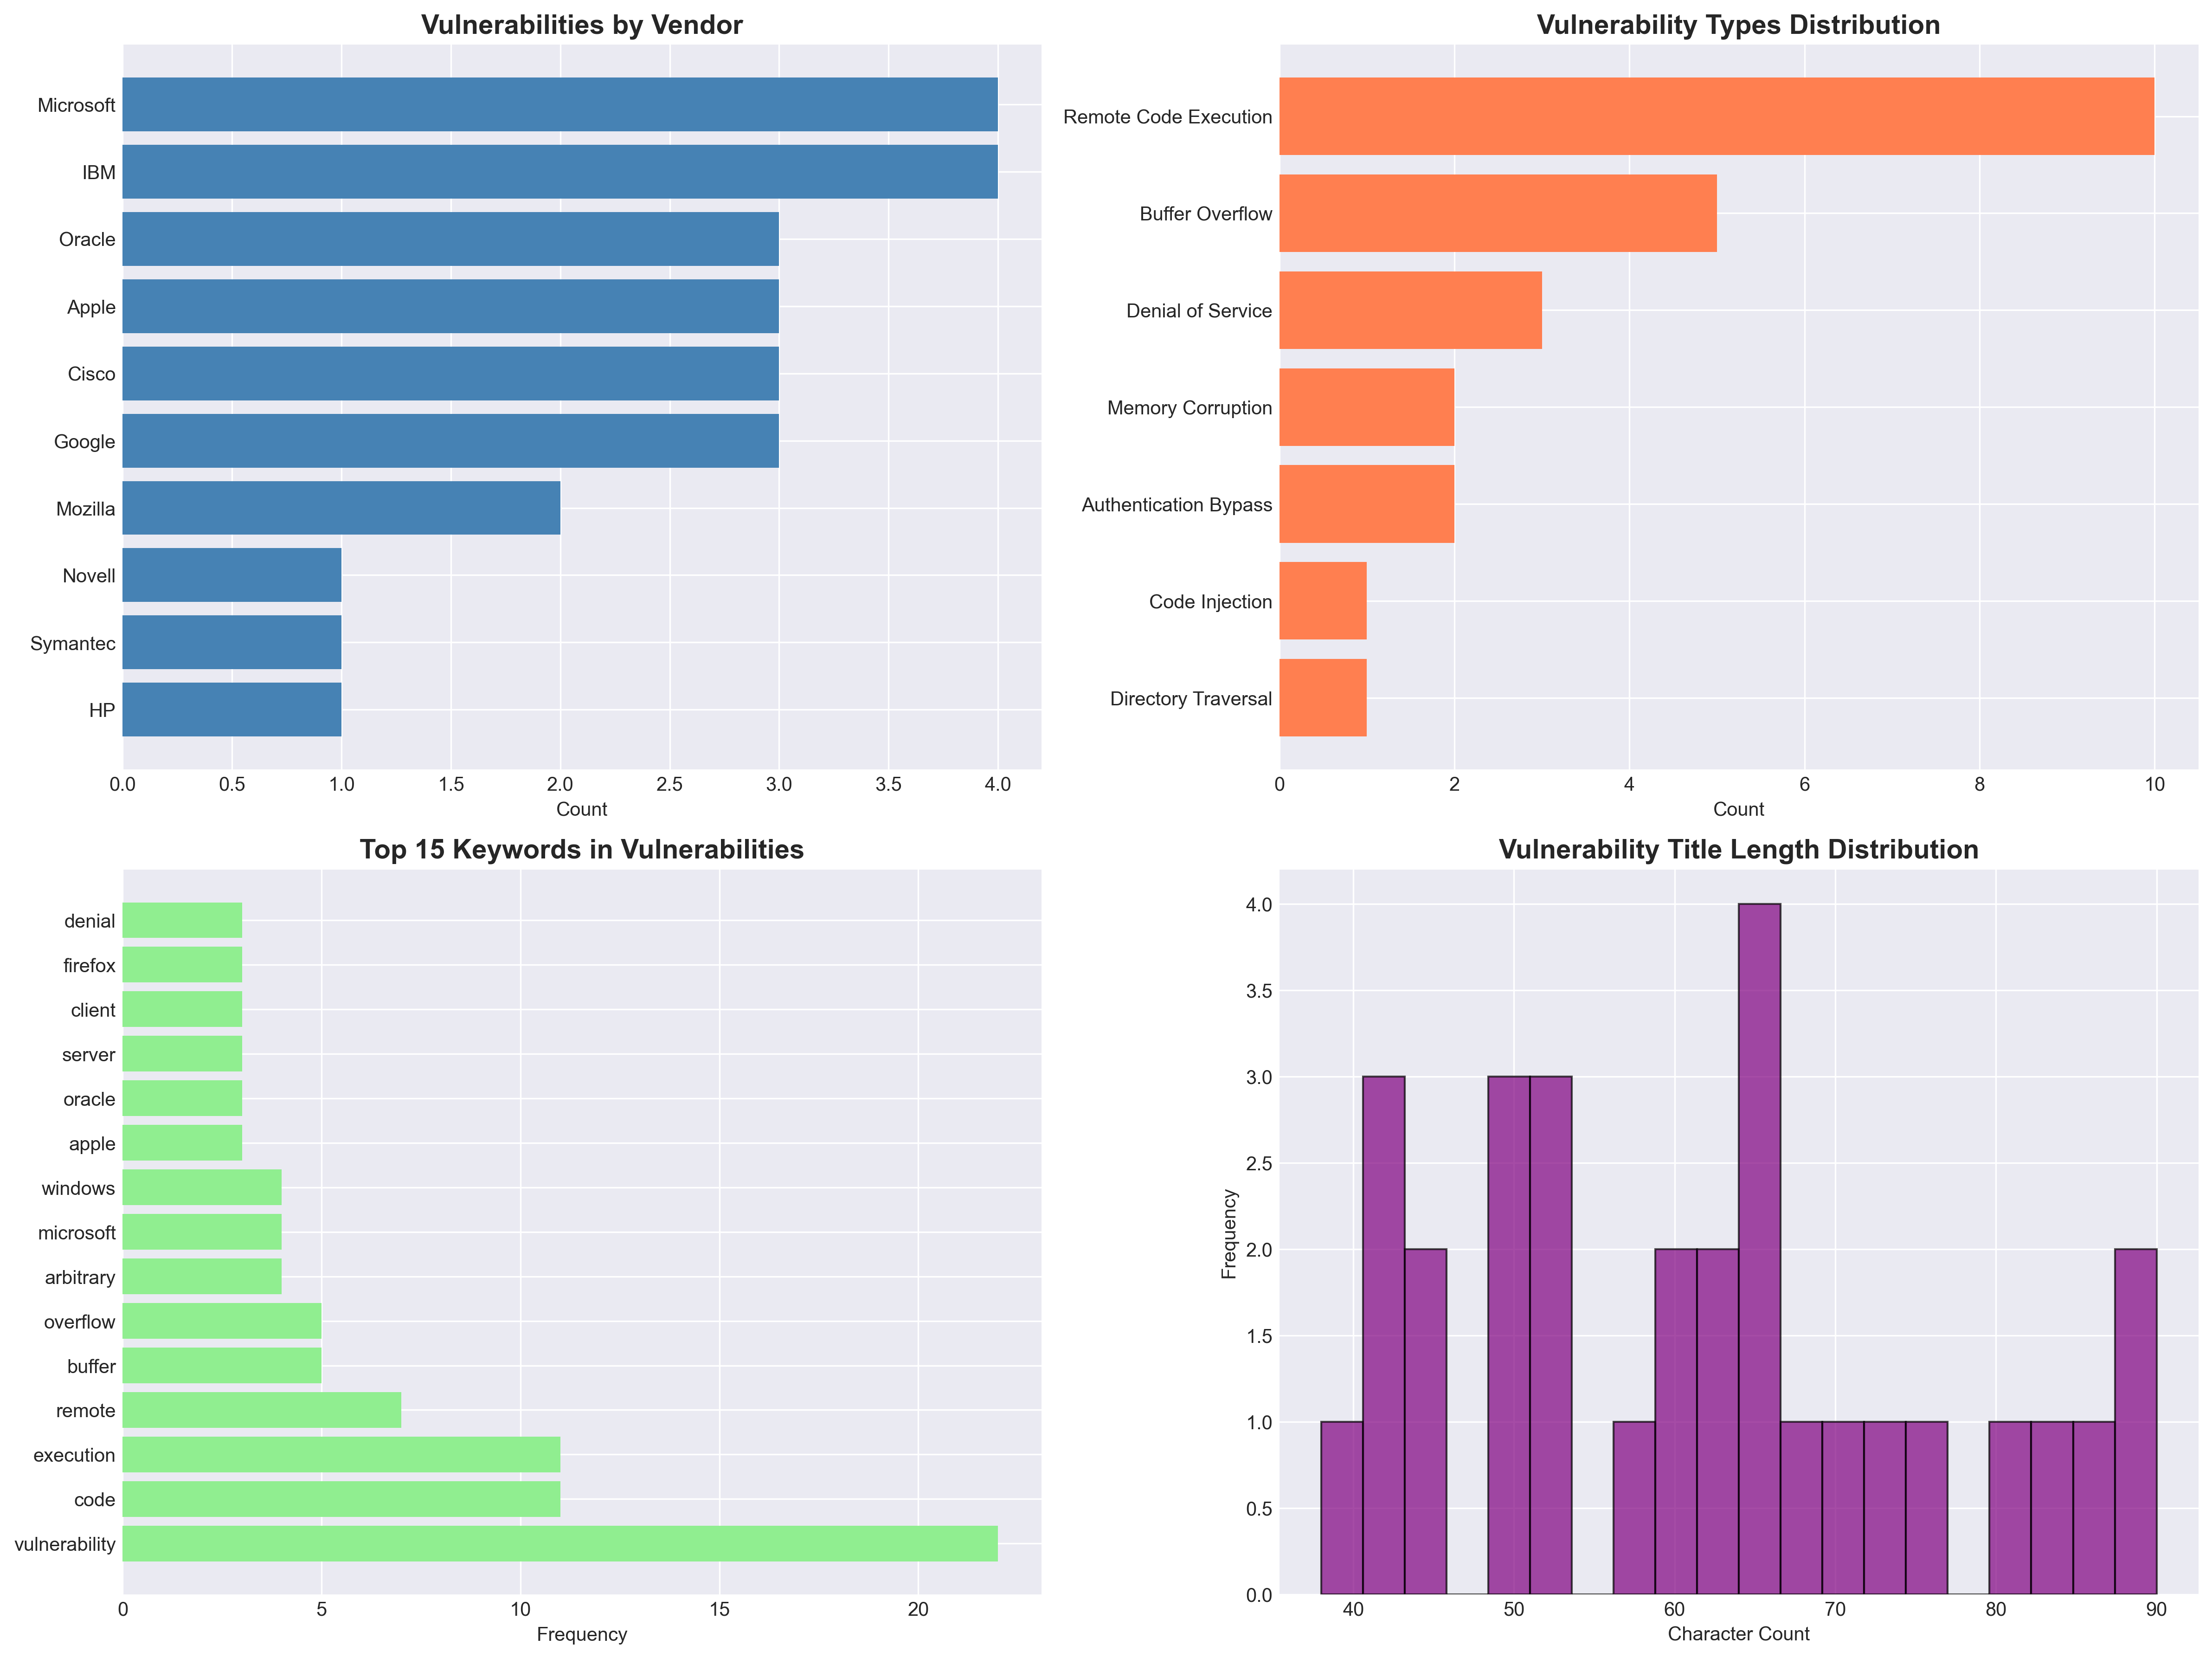 Vulnerabilities by Vendor
Microsoft
IBM
Oracle
Apple
Cisco
Google
Mozilla
Novell
Symantec
HP
0.0 0.5 1.0 1.5 2.0 2.5 3.0 3.5 4.0
Count
Vulnerability Types Distribution
Remote Code Execution
Buffer Overflow
Denial of Service
Memory Corruption
Authentication Bypass
Code Injection
Directory Traversal
0 2 4 6 8 10
Count
Top 15 Keywords in Vulnerabilities
denial
firefox
client
server
oracle
apple
windows
microsoft
arbitrary
overflow
buffer
remote
execution
code
vulnerability
0 5 10 15 20
Frequency
Vulnerability Title Length Distribution
Frequency
4.0
3.5
3.0
2.5
2.0
1.5
1.0
0.5
0.0
40 50 60 70 80 90
Character Count